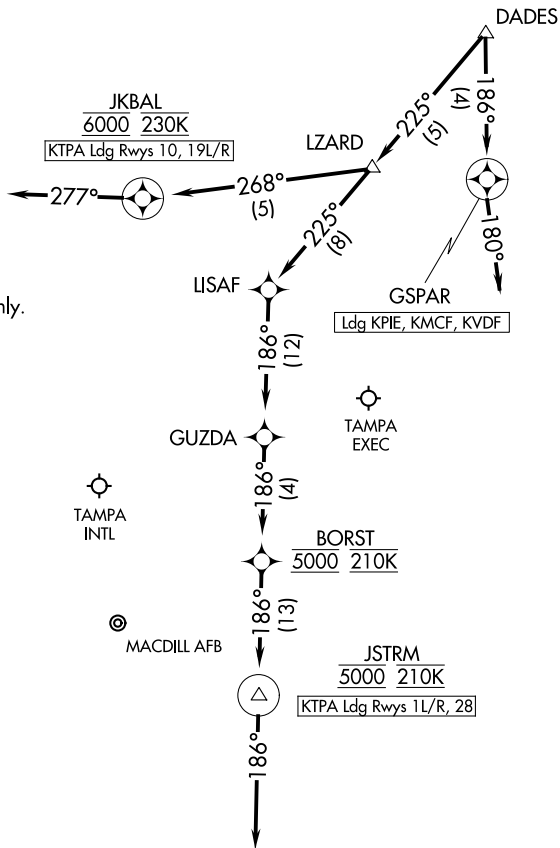 DADES
186°
(4)
225°
(5)
JKBAL
6000 230K
KTPA Ldg Rwys 10, 19L/R
LZARD
277°
268°
(5)
225°
(8)
180°
LISAF
GSPAR
Ldg KPIE, KMCF, KVDF
nly.
186°
(12)
TAMPA
EXEC
GUZDA
186°
(4)
TAMPA
INTL
BORST
5000 210K
186°
(13)
MACDILL AFB
JSTRM
5000 210K
KTPA Ldg Rwys 1L/R, 28
186°